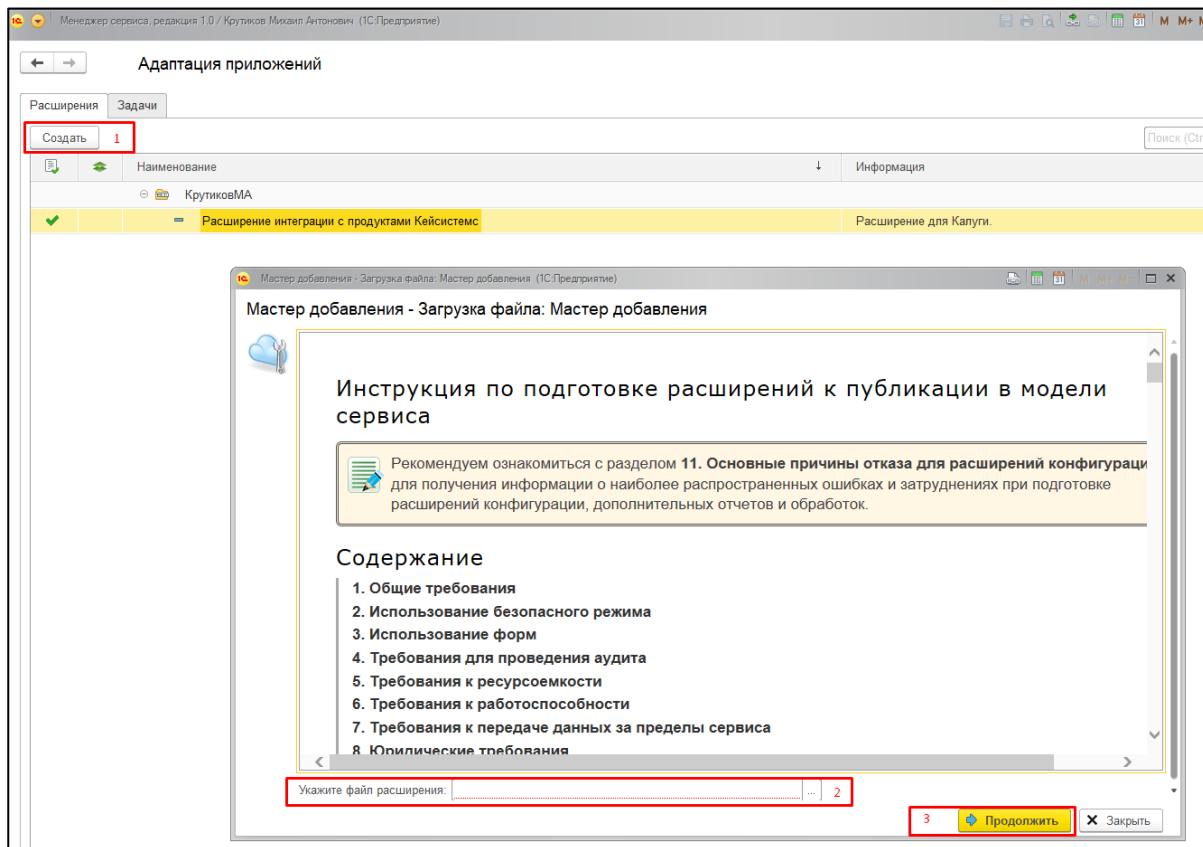 Менеджер сервиса, редакция 1.0 / Крутиков Михаил Антонович (1С:Предприятие)
M M+
Адаптация приложений
Расширения Задачи
Создать 1
Поиск (Ctr
Наименование ↓ Информация
КрутиковМА
Расширение интеграции с продуктами Кейсистемс Расширение для Калуги.
Мастер добавления - Загрузка файла: Мастер добавления (1С:Предприятие)
M M+ M-
Мастер добавления - Загрузка файла: Мастер добавления
Инструкция по подготовке расширений к публикации в модели
сервиса
Рекомендуем ознакомиться с разделом 11. Основные причины отказа для расширений конфигураци
для получения информации о наиболее распространенных ошибках и затруднениях при подготовке
расширений конфигурации, дополнительных отчетов и обработок.
Содержание
1. Общие требования
2. Использование безопасного режима
3. Использование форм
4. Требования для проведения аудита
5. Требования к ресурсоемкости
6. Требования к работоспособности
7. Требования к передаче данных за пределы сервиса
8. Юридические требования
Укажите файл расширения: ... 2
3 Продолжить Закрыть